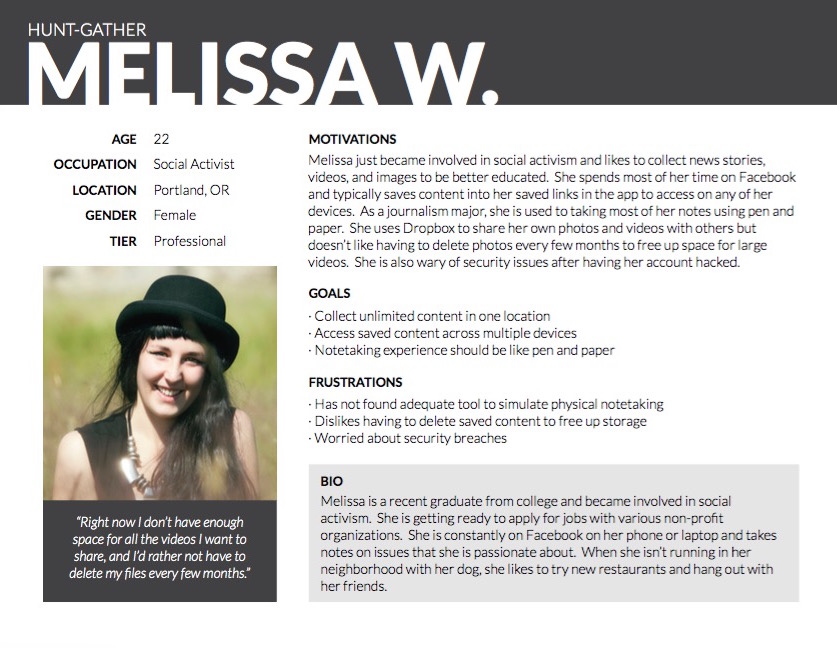 HUNT-GATHER
MELISSA W.
AGE 22
OCCUPATION Social Activist
LOCATION Portland, OR
GENDER Female
TIER Professional
"Right now I don't have enough
space for all the videos I want to
share, and I'd rather not have to
delete my files every few months."
MOTIVATIONS
Melissa just became involved in social activism and likes to collect news stories,
videos, and images to be better educated. She spends most of her time on Facebook
and typically saves content into her saved links in the app to access on any of her
devices. As a journalism major, she is used to taking most of her notes using pen and
paper. She uses Dropbox to share her own photos and videos with others but
doesn't like having to delete photos every few months to free up space for large
videos. She is also wary of security issues after having her account hacked.
GOALS
· Collect unlimited content in one location
· Access saved content across multiple devices
· Notetaking experience should be like pen and paper
FRUSTRATIONS
· Has not found adequate tool to simulate physical notetaking
· Dislikes having to delete saved content to free up storage
· Worried about security breaches
BIO
Melissa is a recent graduate from college and became involved in social
activism. She is getting ready to apply for jobs with various non-profit
organizations. She is constantly on Facebook on her phone or laptop and takes
notes on issues that she is passionate about. When she isn't running in her
neighborhood with her dog, she likes to try new restaurants and hang out with
her friends.